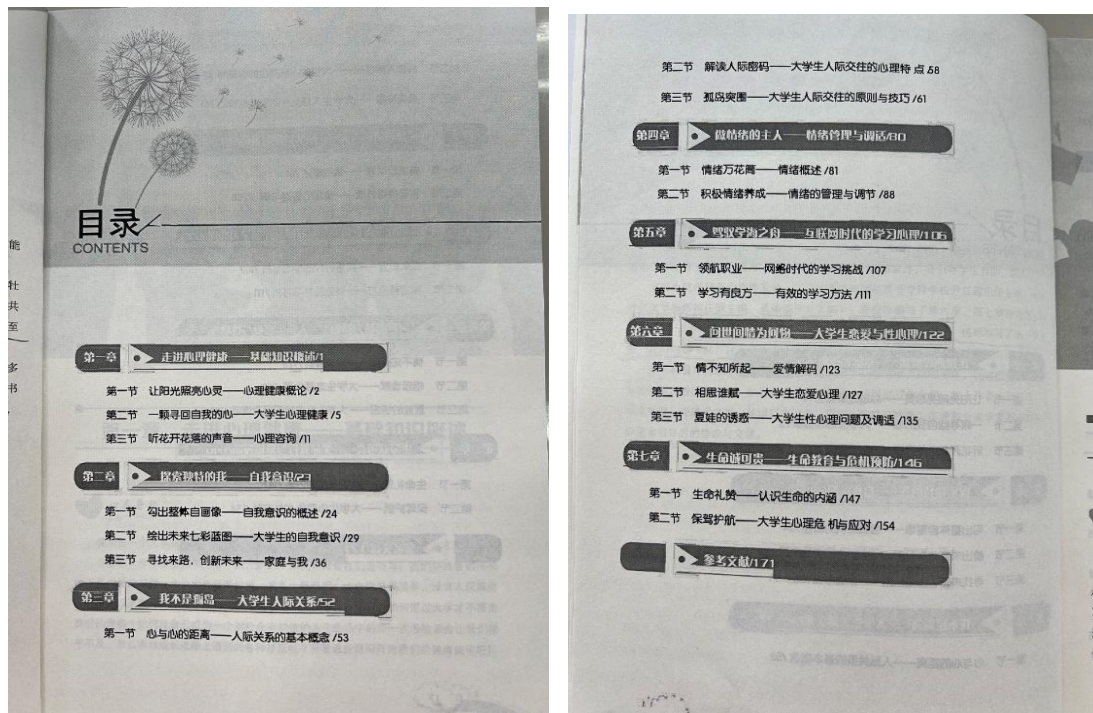 目录
CONTENTS
能
牡
共
至
多
书
第一章 走进心理健康——基础知识概述/1
第一节 让阳光照亮心灵——心理健康概论 /2
第二节 一颗寻回自我的心——大学生心理健康 /5
第三节 听花开花落的声音——心理咨询 /11
第二章 探索独特的我——自我意识/23
第一节 勾出整体自画像——自我意识的概述 /24
第二节 绘出未来七彩蓝图——大学生的自我意识 /29
第三节 寻找来路，创新未来——家庭与我 /36
第三章 我不是孤岛——大学生人际关系/52
第一节 心与心的距离——人际关系的基本概念 /53
第二节 解读人际密码——大学生人际交往的心理特 点 /58
第三节 孤岛突围——大学生人际交往的原则与技巧 /61
第四章 做情绪的主人——情绪管理与调适/80
第一节 情绪万花筒——情绪概述 /81
第二节 积极情绪养成——情绪的管理与调节 /88
第五章 驾驭学海之舟——互联网时代的学习心理/106
第一节 领航职业——网络时代的学习挑战 /107
第二节 学习有良方——有效的学习方法 /111
第六章 问世间情为何物——大学生恋爱与性心理/122
第一节 情不知所起——爱情解码 /123
第二节 相思谁赋——大学生恋爱心理 /127
第三节 夏娃的诱惑——大学生性心理问题及调适 /135
第七章 生命诚可贵——生命教育与危机预防/146
第一节 生命礼赞——认识生命的内涵 /147
第二节 保驾护航——大学生心理危 机与应对 /154
参考文献/171